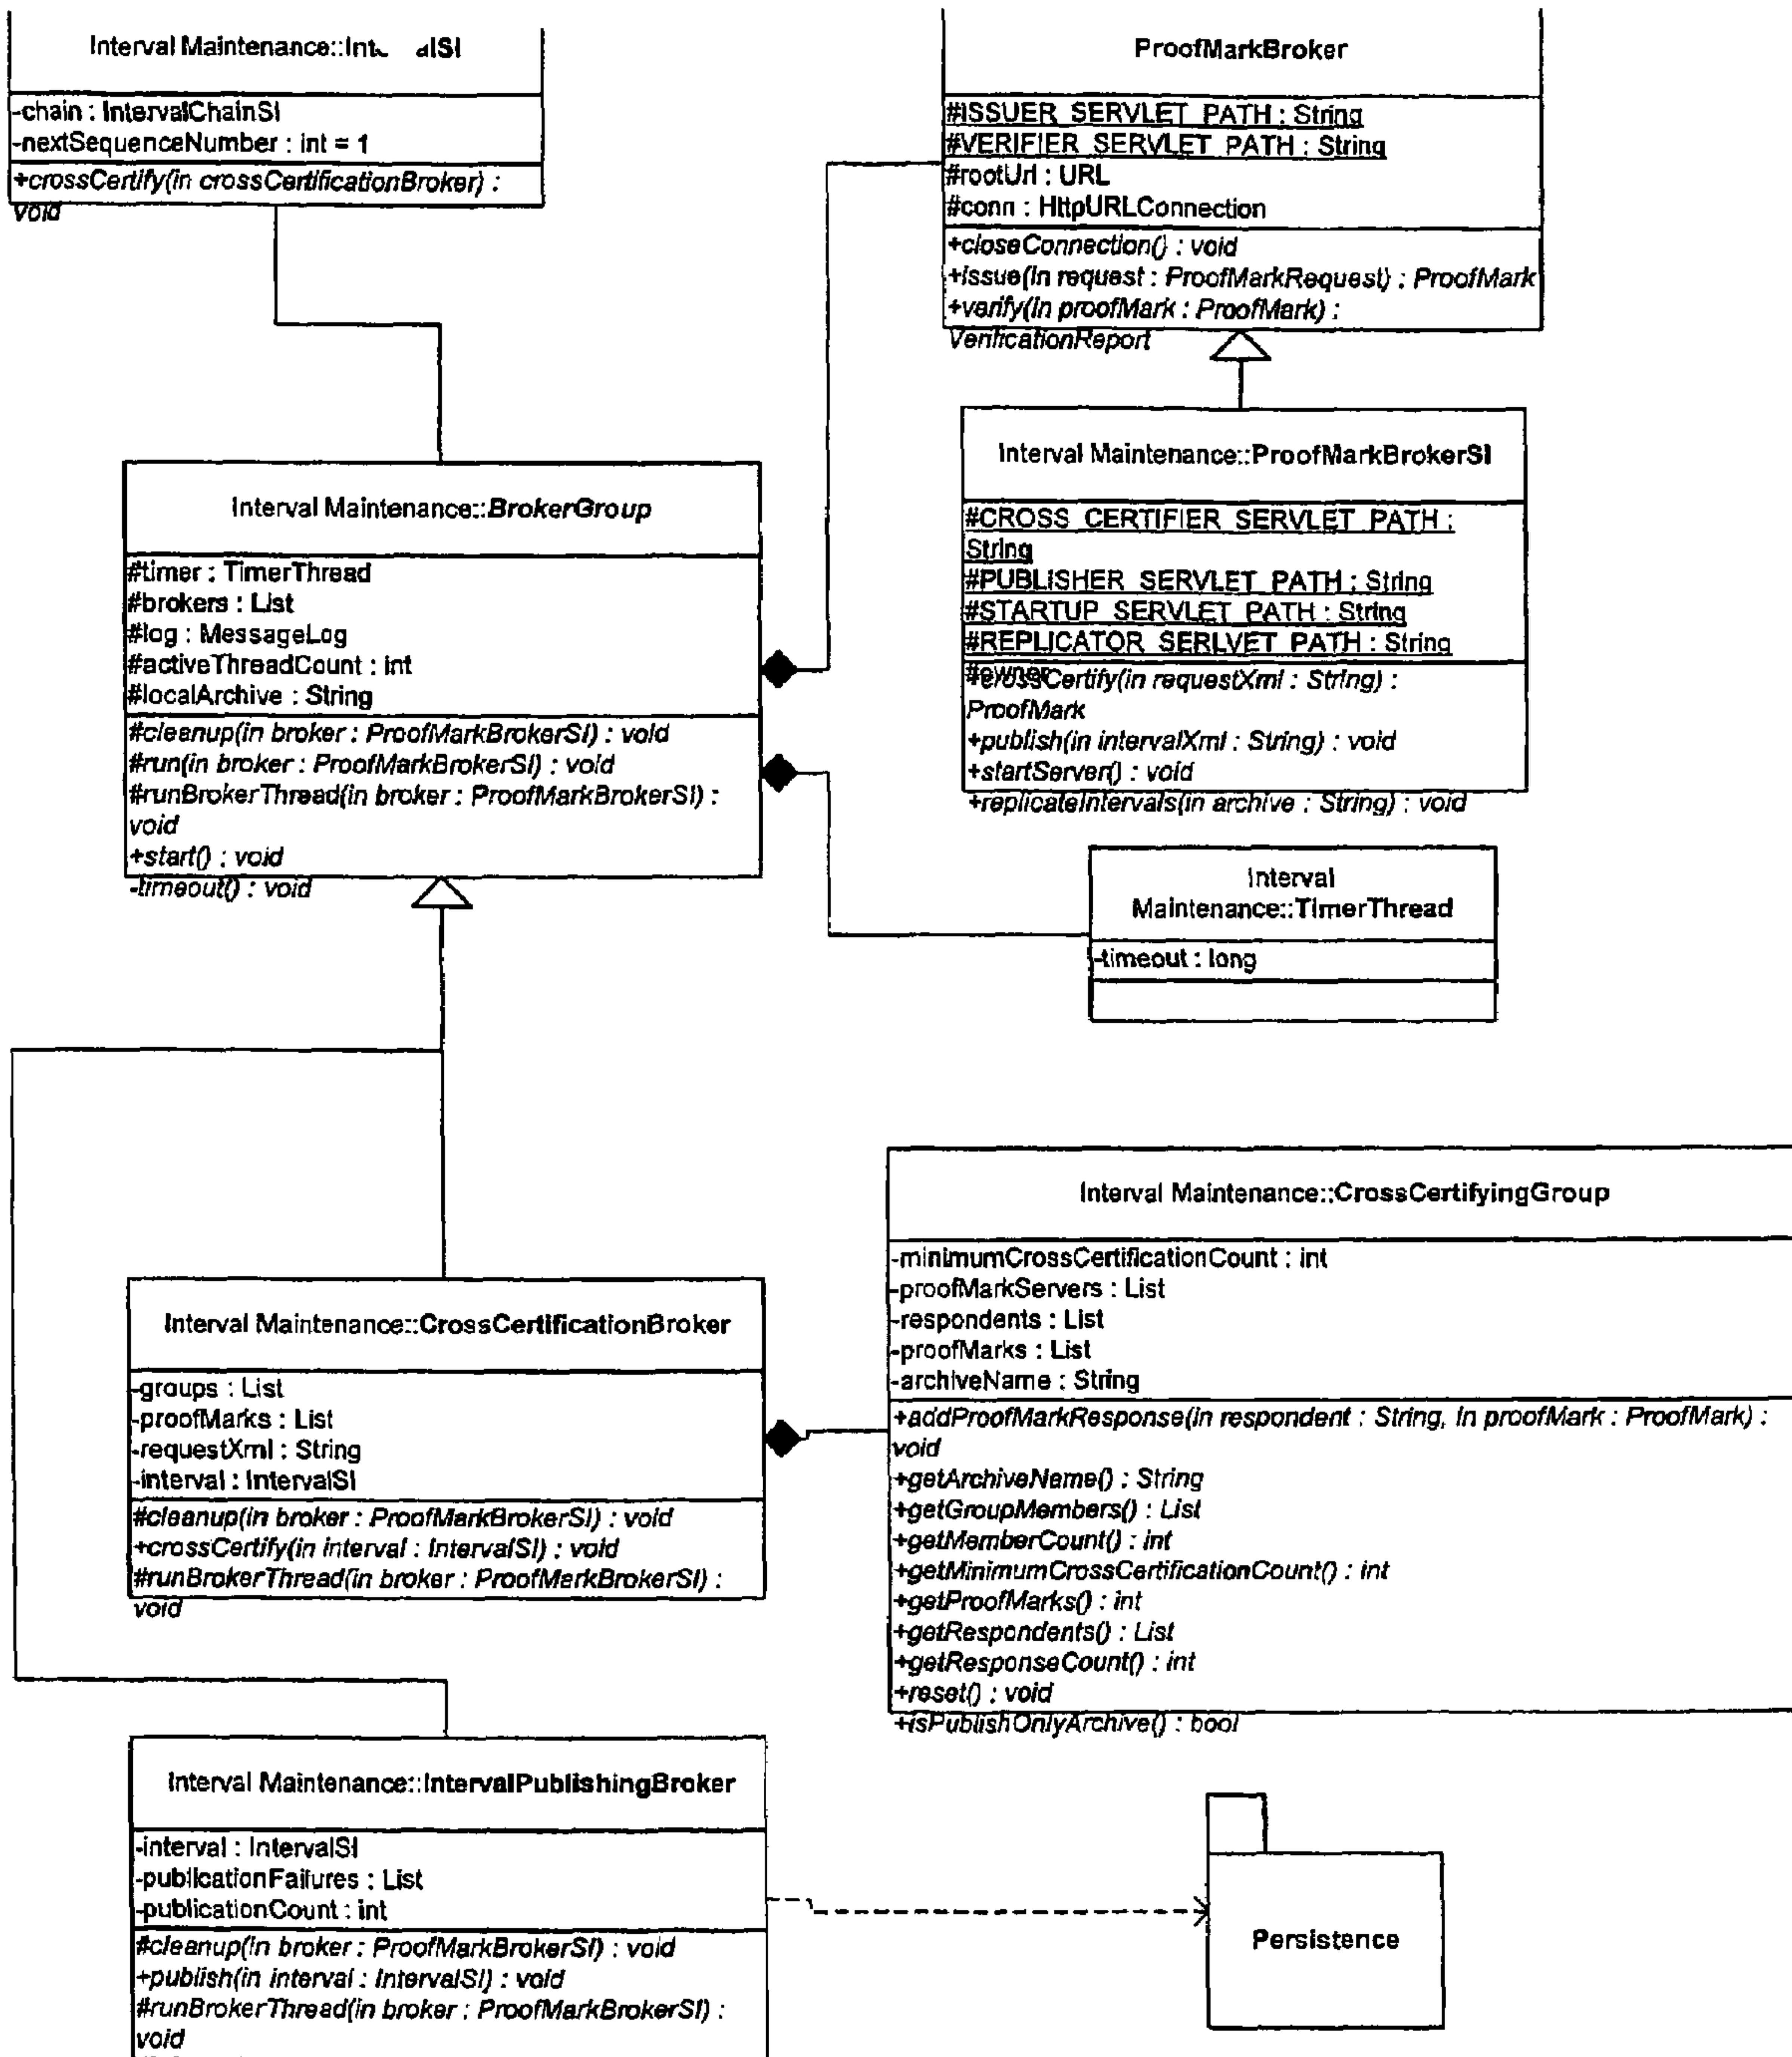 Interval Maintenance::Int alSI
-chain : IntervalChainSI
-nextSequenceNumber : int = 1
+crossCertify(in crossCertificationBroker) :
void
ProofMarkBroker
#ISSUER_SERVLET_PATH : String
#VERIFIER_SERVLET_PATH : String
#rootUrl : URL
#conn : HttpURLConnection
+closeConnection() : void
+issue(in request : ProofMarkRequest) : ProofMark
+verify(in proofMark : ProofMark) :
VerificationReport
Interval Maintenance::ProofMarkBrokerSI
#CROSS_CERTIFIER_SERVLET_PATH :
String
#PUBLISHER_SERVLET_PATH : String
#STARTUP_SERVLET_PATH : String
#REPLICATOR_SERLVET_PATH : String
#owner
+crossCertify(in requestXml : String) :
ProofMark
+publish(in intervalXml : String) : void
+startServer() : void
+replicateIntervals(in archive : String) : void
Interval Maintenance::BrokerGroup
#timer : TimerThread
#brokers : List
#log : MessageLog
#activeThreadCount : int
#localArchive : String
#cleanup(in broker : ProofMarkBrokerSI) : void
#run(in broker : ProofMarkBrokerSI) : void
#runBrokerThread(in broker : ProofMarkBrokerSI) :
void
+start() : void
-timeout() : void
Interval
Maintenance::TimerThread
-timeout : long
Interval Maintenance::CrossCertifyingGroup
-minimumCrossCertificationCount : int
-proofMarkServers : List
-respondents : List
-proofMarks : List
-archiveName : String
+addProofMarkResponse(in respondent : String, in proofMark : ProofMark) :
void
+getArchiveName() : String
+getGroupMembers() : List
+getMemberCount() : int
+getMinimumCrossCertificationCount() : int
+getProofMarks() : int
+getRespondents() : List
+getResponseCount() : int
+reset() : void
+isPublishOnlyArchive() : bool
Interval Maintenance::CrossCertificationBroker
-groups : List
-proofMarks : List
-requestXml : String
-interval : IntervalSI
#cleanup(in broker : ProofMarkBrokerSI) : void
+crossCertify(in interval : IntervalSI) : void
#runBrokerThread(in broker : ProofMarkBrokerSI) :
void
Interval Maintenance::IntervalPublishingBroker
-interval : IntervalSI
-publicationFailures : List
-publicationCount : int
#cleanup(in broker : ProofMarkBrokerSI) : void
+publish(in interval : IntervalSI) : void
#runBrokerThread(in broker : ProofMarkBrokerSI) :
void
Persistence